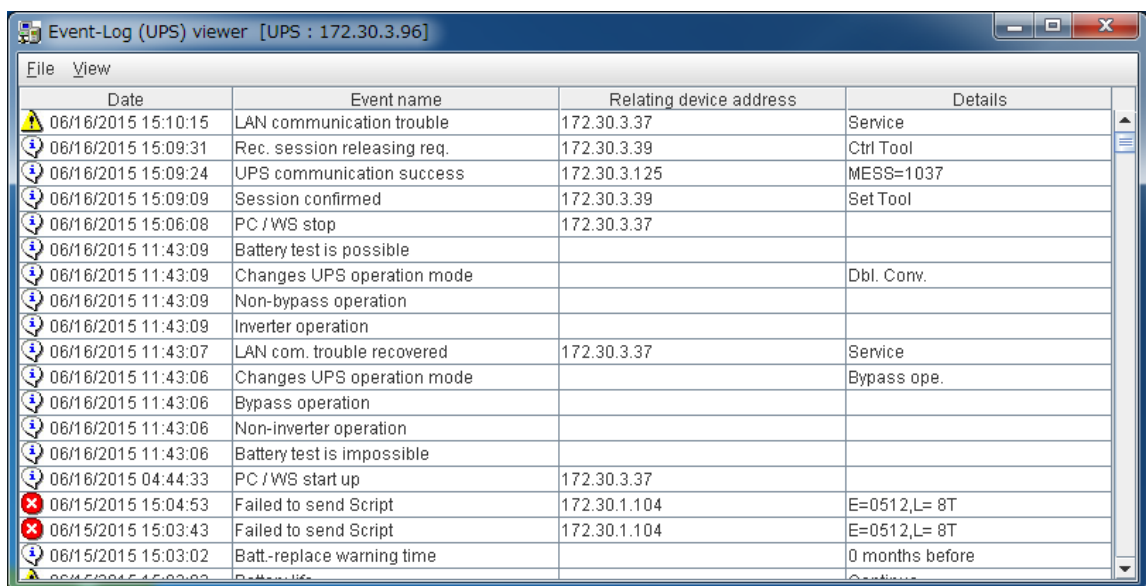 Event-Log (UPS) viewer [UPS : 172.30.3.96]
File View
Date Event name Relating device address Details
06/16/2015 15:10:15 LAN communication trouble 172.30.3.37 Service
06/16/2015 15:09:31 Rec. session releasing req. 172.30.3.39 Ctrl Tool
06/16/2015 15:09:24 UPS communication success 172.30.3.125 MESS=1037
06/16/2015 15:09:09 Session confirmed 172.30.3.39 Set Tool
06/16/2015 15:06:08 PC / WS stop 172.30.3.37
06/16/2015 11:43:09 Battery test is possible
06/16/2015 11:43:09 Changes UPS operation mode Dbl. Conv.
06/16/2015 11:43:09 Non-bypass operation
06/16/2015 11:43:09 Inverter operation
06/16/2015 11:43:07 LAN com. trouble recovered 172.30.3.37 Service
06/16/2015 11:43:06 Changes UPS operation mode Bypass ope.
06/16/2015 11:43:06 Bypass operation
06/16/2015 11:43:06 Non-inverter operation
06/16/2015 11:43:06 Battery test is impossible
06/16/2015 04:44:33 PC / WS start up 172.30.3.37
06/15/2015 15:04:53 Failed to send Script 172.30.1.104 E=0512,L= 8T
06/15/2015 15:03:43 Failed to send Script 172.30.1.104 E=0512,L= 8T
06/15/2015 15:03:02 Batt.-replace warning time 0 months before